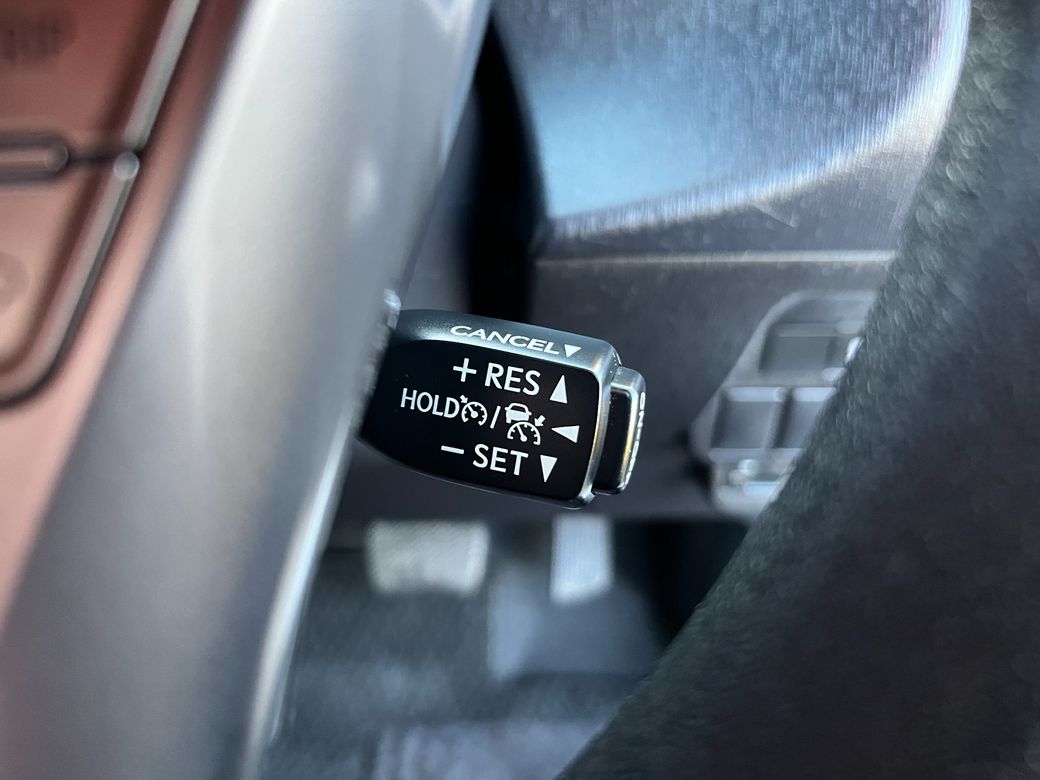 CANCEL▼
+ RES ▲
HOLD / ◀
− SET ▼